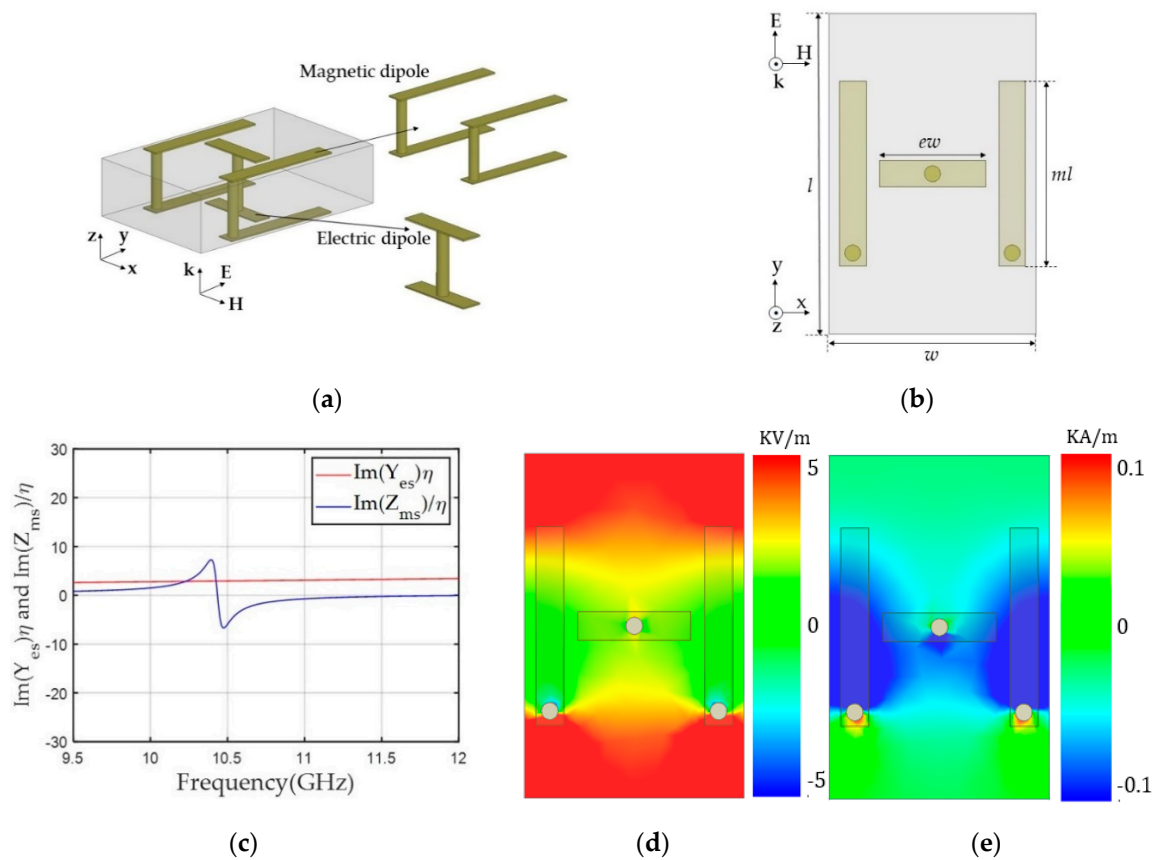 Magnetic dipole
Electric dipole
z
y
x
k
E
H
(a)
E
H
k
l
ew
ml
y
x
z
w
(b)
30
20
10
0
-10
-20
-30
Im(Yes)η and Im(Zms)/η
Im(Yes)η
Im(Zms)/η
9.5 10 10.5 11 11.5 12
Frequency(GHz)
(c)
KV/m
5
0
-5
(d)
KA/m
0.1
0
-0.1
(e)